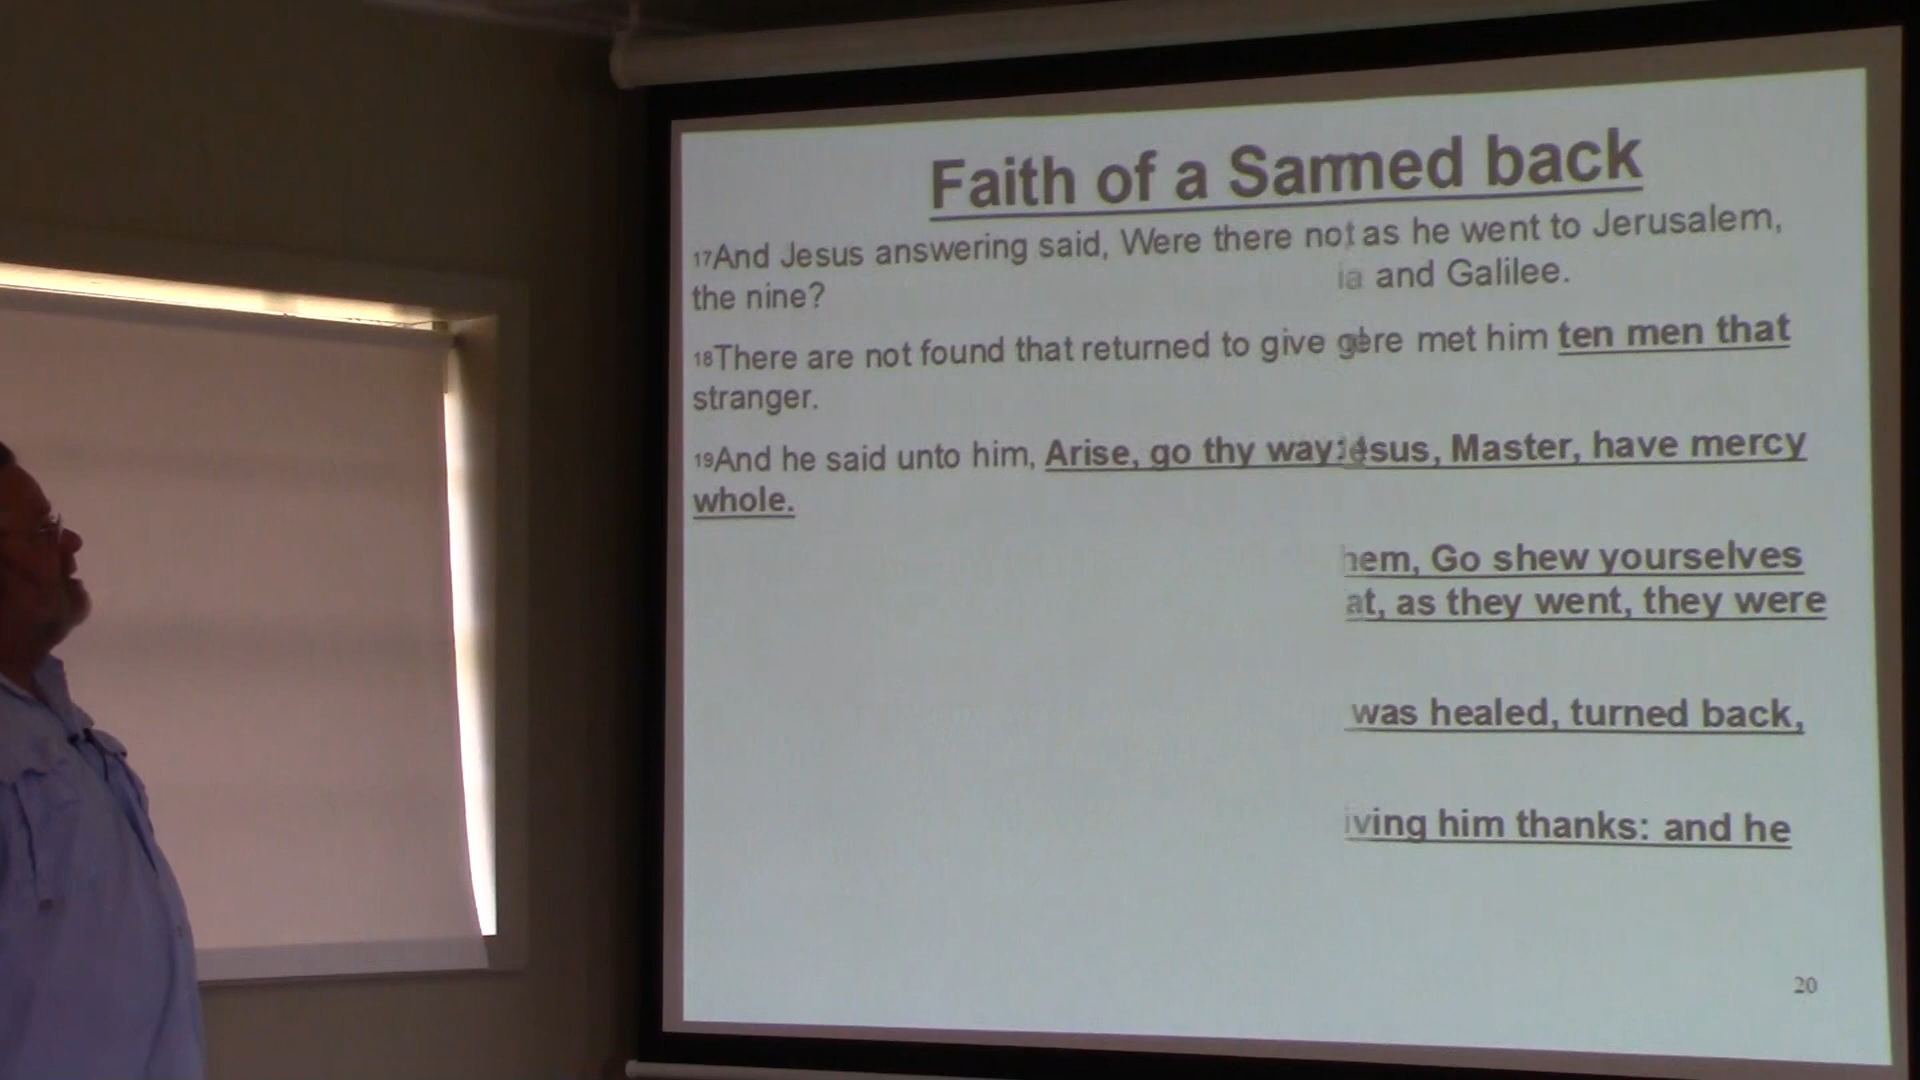 Faith of a Sammed back
17And Jesus answering said, Were there not as he went to Jerusalem,
the nine? ia and Galilee.
18There are not found that returned to give gere met him ten men that
stranger.
19And he said unto him, Arise, go thy way: esus, Master, have mercy
whole.
hem, Go shew yourselves
at, as they went, they were
was healed, turned back,
iving him thanks: and he
20